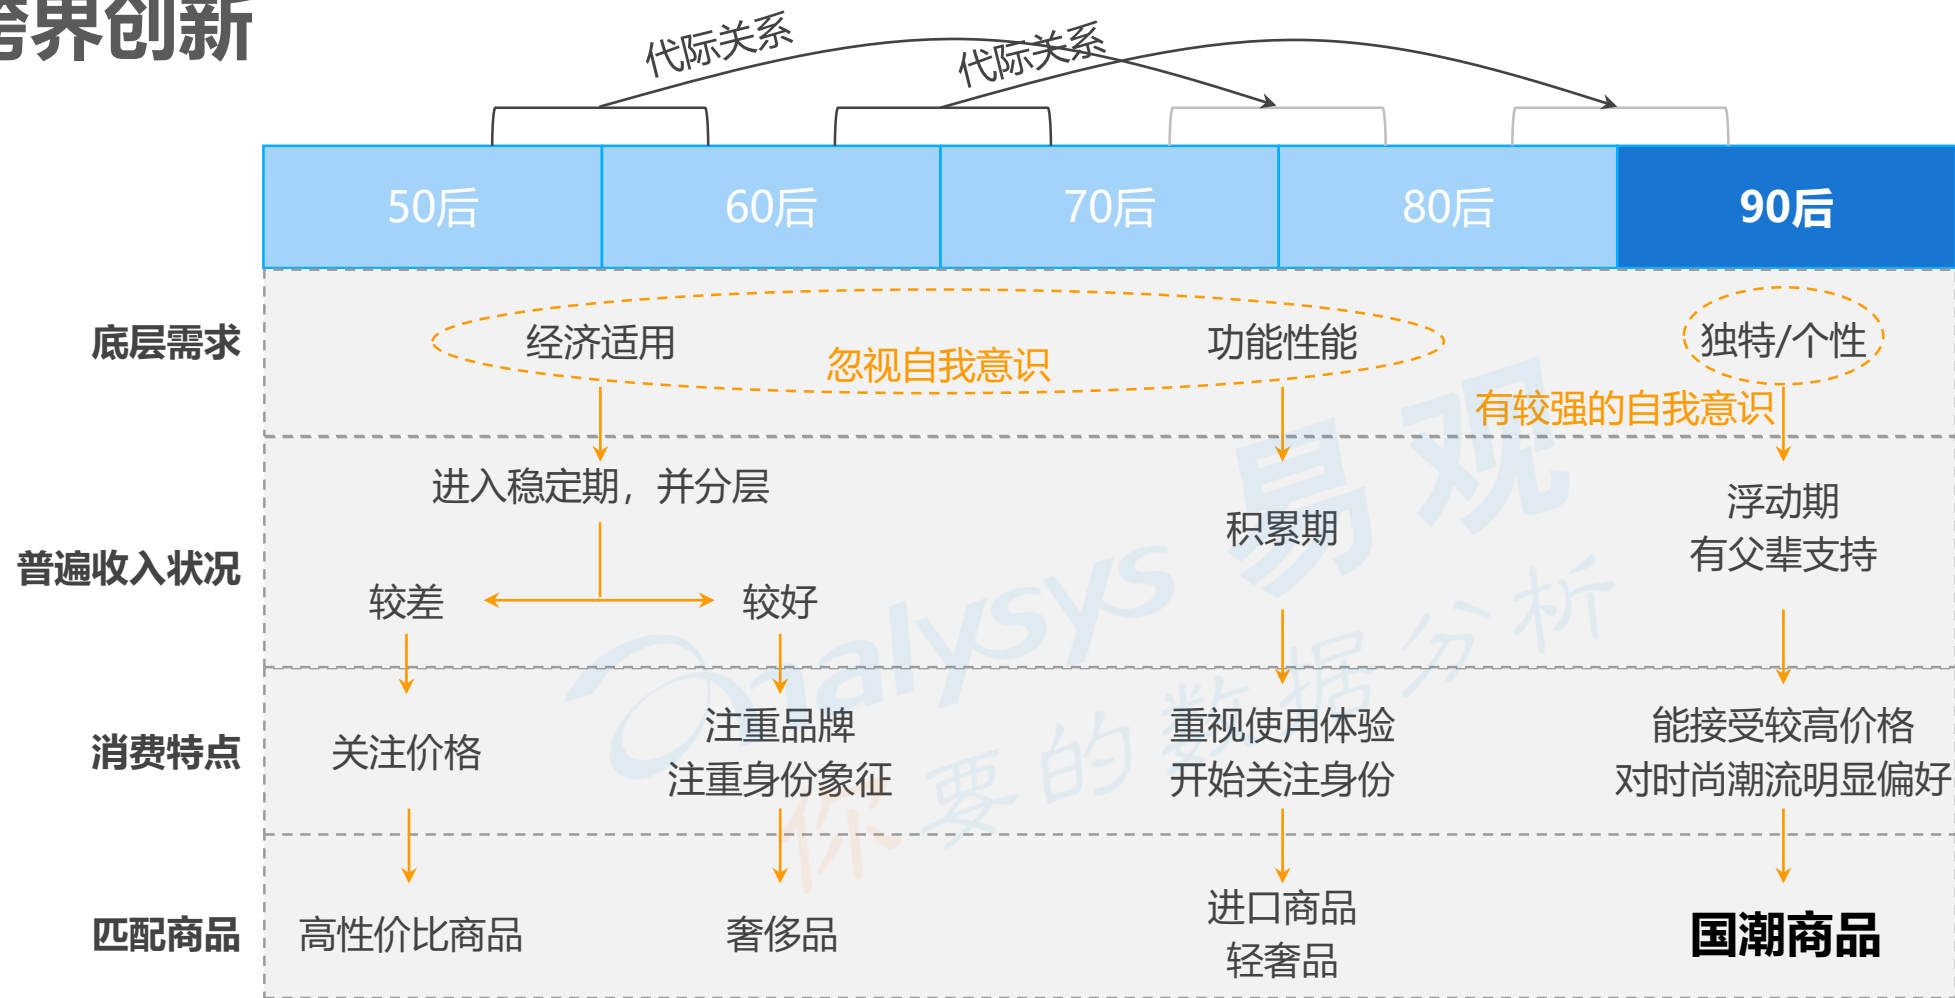 跨界创新
代际关系
代际关系
50后
60后
70后
80后
90后
底层需求
经济适用
忽视自我意识
功能性能
独特/个性
有较强的自我意识
普遍收入状况
进入稳定期，并分层
较差
较好
积累期
浮动期
有父辈支持
消费特点
关注价格
注重品牌
注重身份象征
重视使用体验
开始关注身份
能接受较高价格
对时尚潮流明显偏好
匹配商品
高性价比商品
奢侈品
进口商品
轻奢品
国潮商品
analysys 易观
你要的数据分析